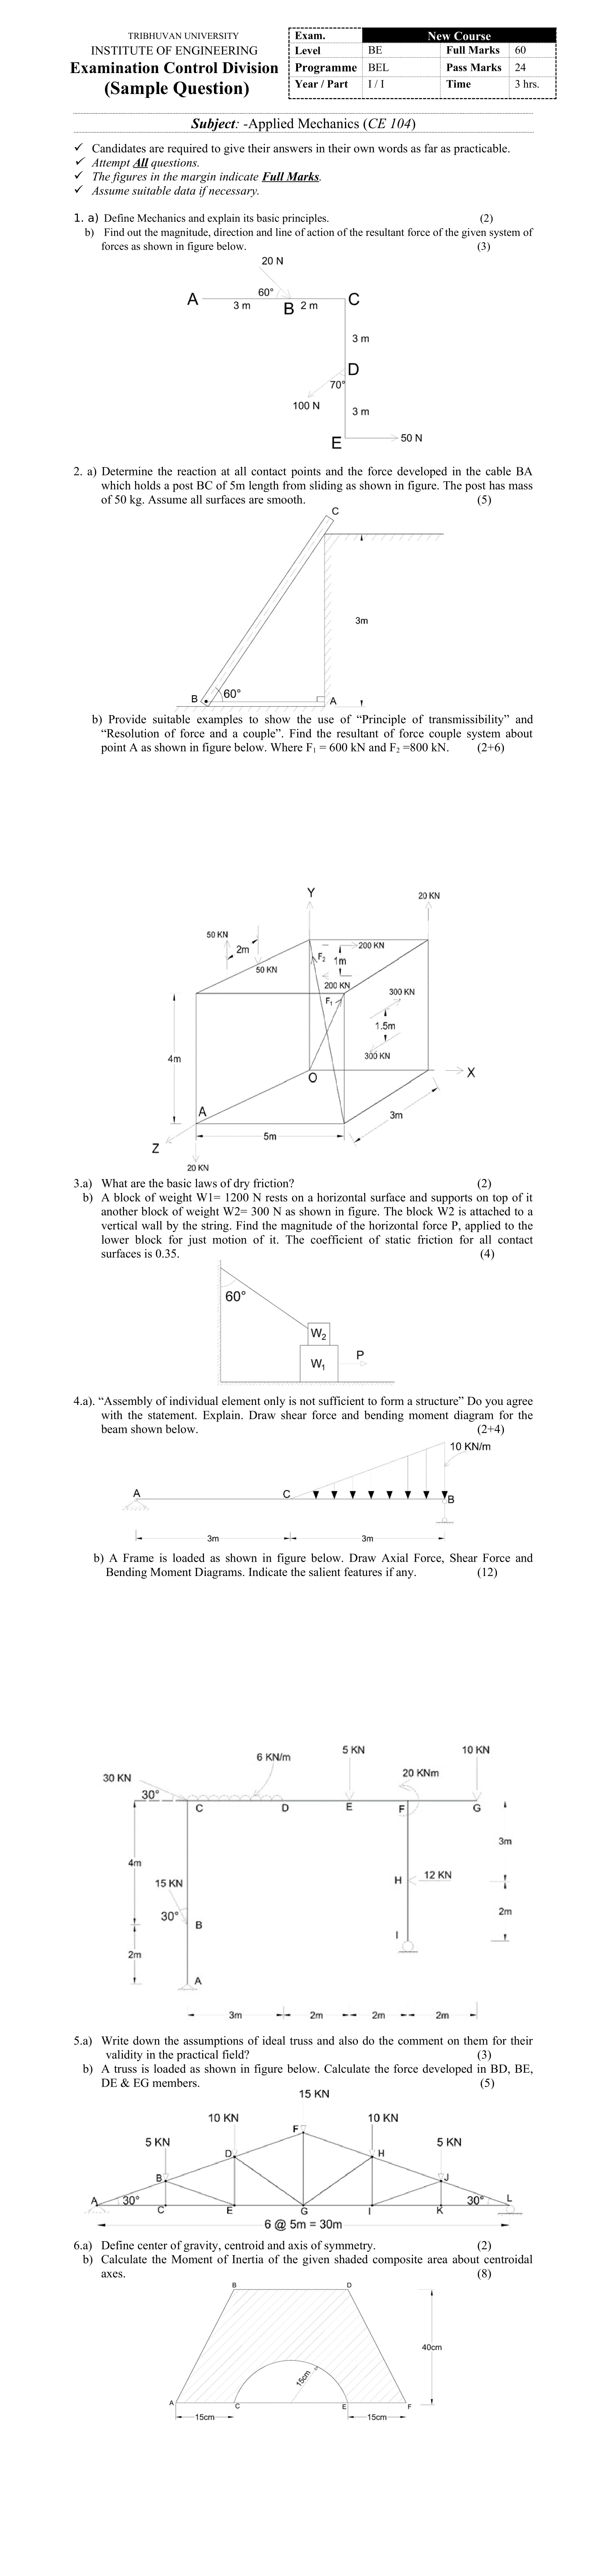 TRIBHUVAN UNIVERSITY
INSTITUTE OF ENGINEERING
Examination Control Division
(Sample Question)
Exam. New Course
Level BE Full Marks 60
Programme BEL Pass Marks 24
Year / Part I / I Time 3 hrs.
Subject: -Applied Mechanics (CE 104)
✓ Candidates are required to give their answers in their own words as far as practicable.
✓ Attempt All questions.
✓ The figures in the margin indicate Full Marks.
✓ Assume suitable data if necessary.
1. a) Define Mechanics and explain its basic principles. (2)
b) Find out the magnitude, direction and line of action of the resultant force of the given system of
forces as shown in figure below. (3)
20 N
60°
A
3 m
B
2 m
C
3 m
D
70°
100 N
3 m
E
50 N
2. a) Determine the reaction at all contact points and the force developed in the cable BA
which holds a post BC of 5m length from sliding as shown in figure. The post has mass
of 50 kg. Assume all surfaces are smooth. (5)
C
3m
B
60°
A
b) Provide suitable examples to show the use of “Principle of transmissibility” and
“Resolution of force and a couple”. Find the resultant of force couple system about
point A as shown in figure below. Where F1 = 600 kN and F2 =800 kN. (2+6)
Y
20 KN
50 KN
2m
50 KN
200 KN
F2
1m
200 KN
F1
300 KN
1.5m
300 KN
4m
O
X
A
3m
5m
Z
20 KN
3.a) What are the basic laws of dry friction? (2)
b) A block of weight W1= 1200 N rests on a horizontal surface and supports on top of it
another block of weight W2= 300 N as shown in figure. The block W2 is attached to a
vertical wall by the string. Find the magnitude of the horizontal force P, applied to the
lower block for just motion of it. The coefficient of static friction for all contact
surfaces is 0.35. (4)
60°
W2
W1
P
4.a). “Assembly of individual element only is not sufficient to form a structure” Do you agree
with the statement. Explain. Draw shear force and bending moment diagram for the
beam shown below. (2+4)
10 KN/m
A
C
B
3m
3m
b) A Frame is loaded as shown in figure below. Draw Axial Force, Shear Force and
Bending Moment Diagrams. Indicate the salient features if any. (12)
5 KN
10 KN
6 KN/m
20 KNm
30 KN
30°
C
D
E
F
G
3m
4m
15 KN
H
12 KN
30°
B
2m
I
2m
A
3m
2m
2m
2m
5.a) Write down the assumptions of ideal truss and also do the comment on them for their
validity in the practical field? (3)
b) A truss is loaded as shown in figure below. Calculate the force developed in BD, BE,
DE & EG members. (5)
15 KN
10 KN
F
10 KN
5 KN
D
H
5 KN
B
J
A
30°
C
E
G
I
K
30°
L
6 @ 5m = 30m
6.a) Define center of gravity, centroid and axis of symmetry. (2)
b) Calculate the Moment of Inertia of the given shaded composite area about centroidal
axes. (8)
B
D
40cm
15cm
A
C
E
F
15cm
15cm